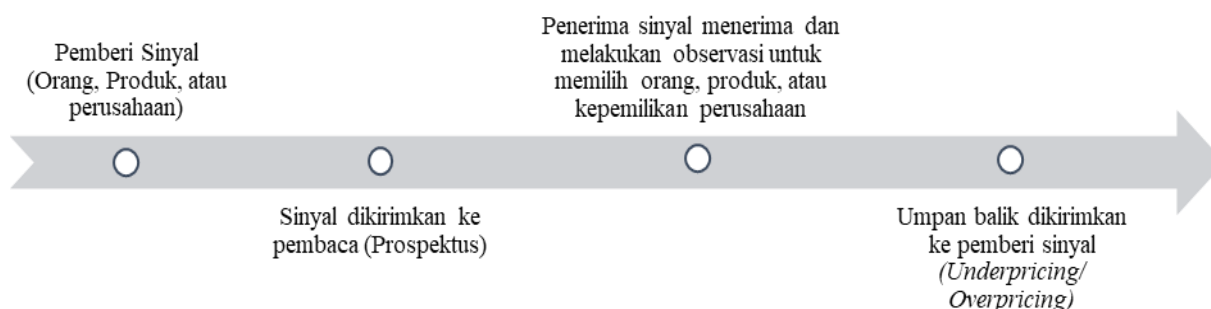 Pemberi Sinyal
(Orang, Produk, atau
perusahaan)
Sinyal dikirimkan ke
pembaca (Prospektus)
Penerima sinyal menerima dan
melakukan observasi untuk
memilih orang, produk, atau
kepemilikan perusahaan
Umpan balik dikirimkan
ke pemberi sinyal
(Underpricing/
Overpricing)